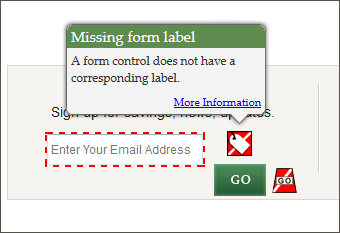 Missing form label
A form control does not have a
corresponding label.
More Information
Sign up for savings, news, updates.
Enter Your Email Address
GO
GO